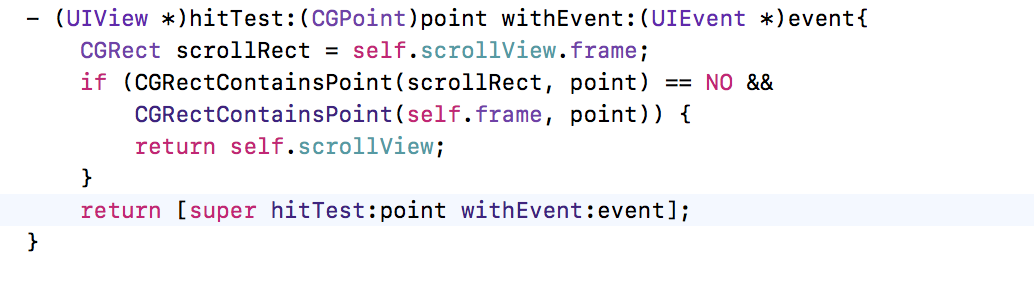 - (UIView *)hitTest:(CGPoint)point withEvent:(UIEvent *)event{
    CGRect scrollRect = self.scrollView.frame;
    if (CGRectContainsPoint(scrollRect, point) == NO &&
        CGRectContainsPoint(self.frame, point)) {
        return self.scrollView;
    }
    return [super hitTest:point withEvent:event];
}